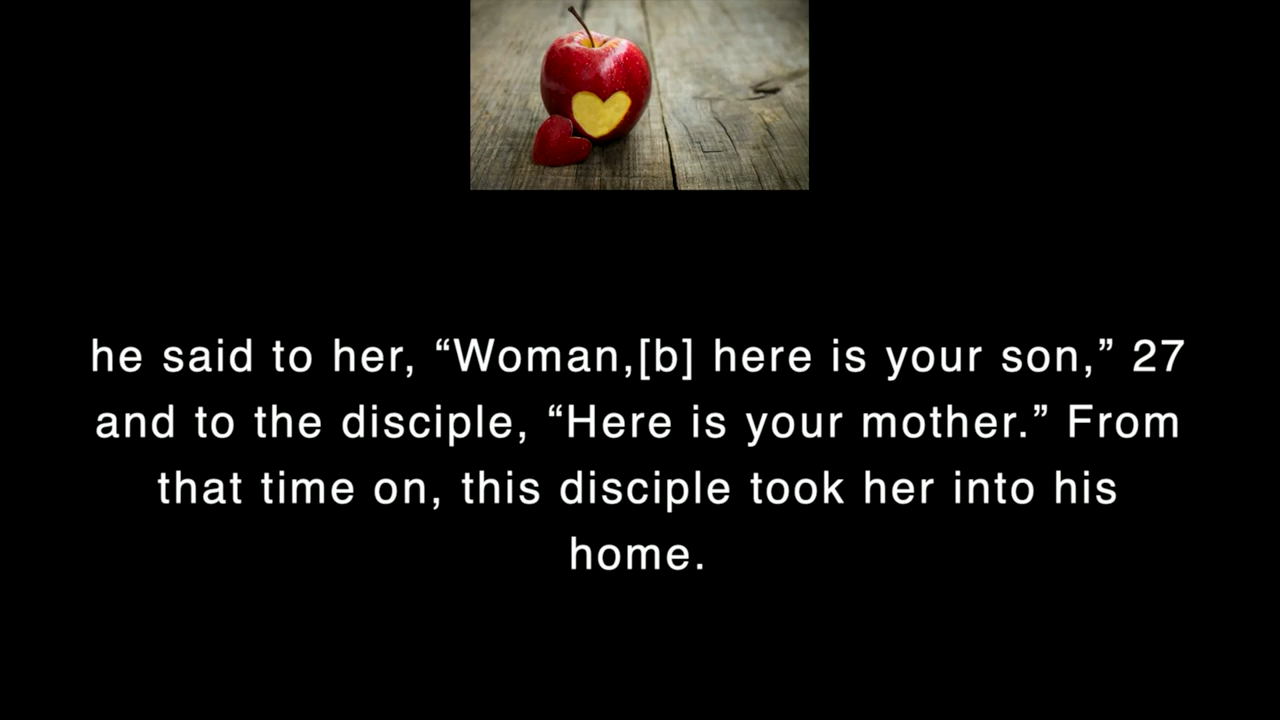 he said to her, “Woman,[b] here is your son,” 27
and to the disciple, “Here is your mother.” From
that time on, this disciple took her into his
home.